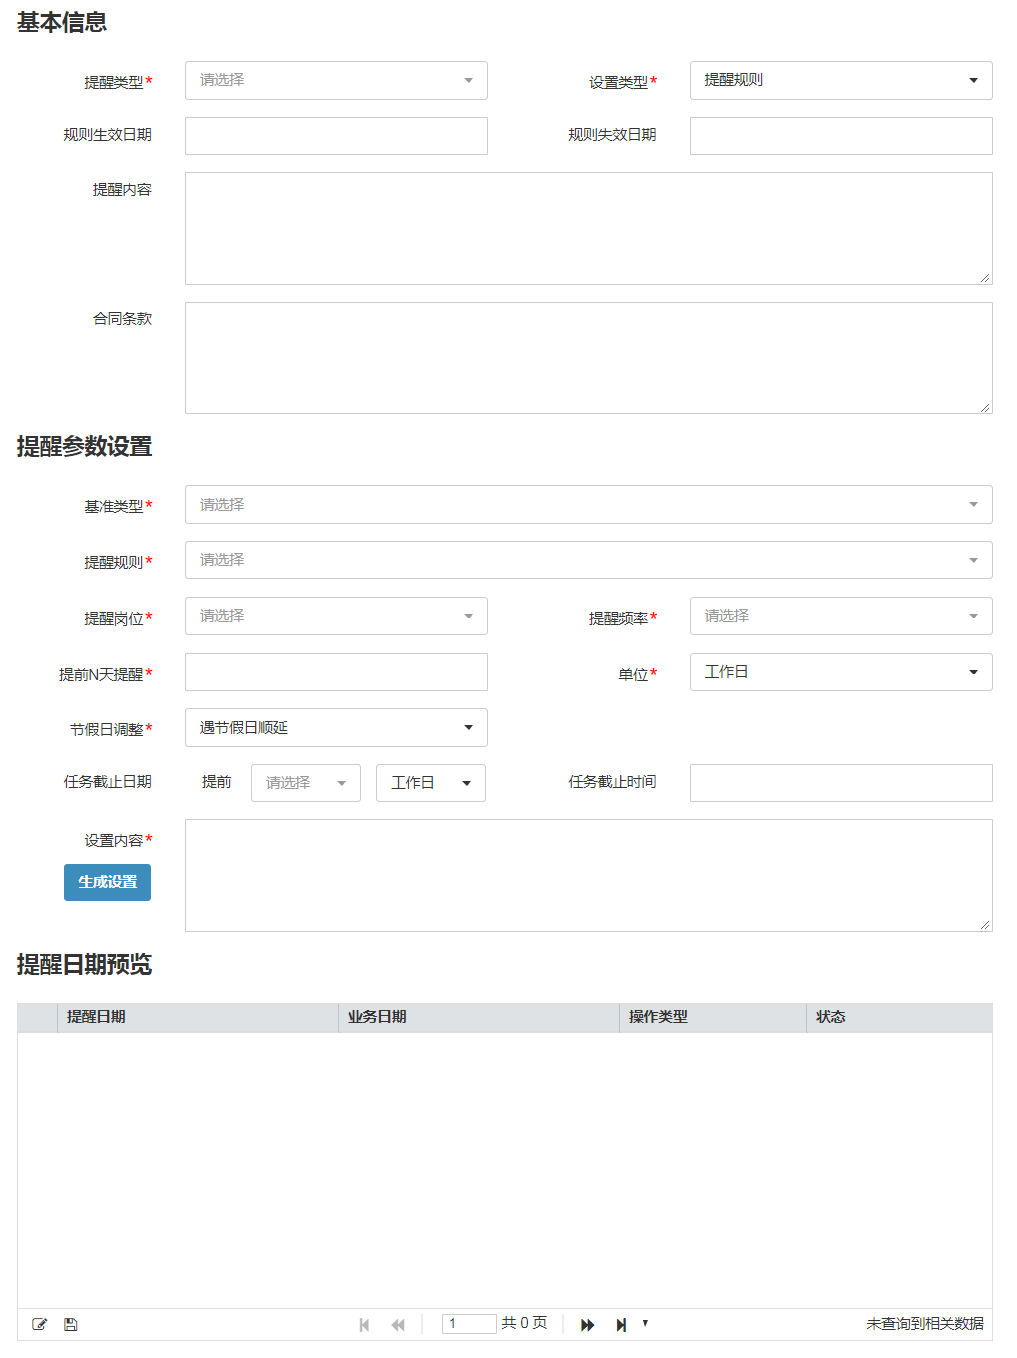 基本信息
提醒类型* 请选择 设置类型* 提醒规则
规则生效日期 规则失效日期
提醒内容
合同条款
提醒参数设置
基准类型* 请选择
提醒规则* 请选择
提醒岗位* 请选择 提醒频率* 请选择
提前N天提醒* 单位* 工作日
节假日调整* 遇节假日顺延
任务截止日期 提前 请选择 工作日 任务截止时间
设置内容*
生成设置
提醒日期预览
提醒日期 业务日期 操作类型 状态
1 共 0 页 未查询到相关数据